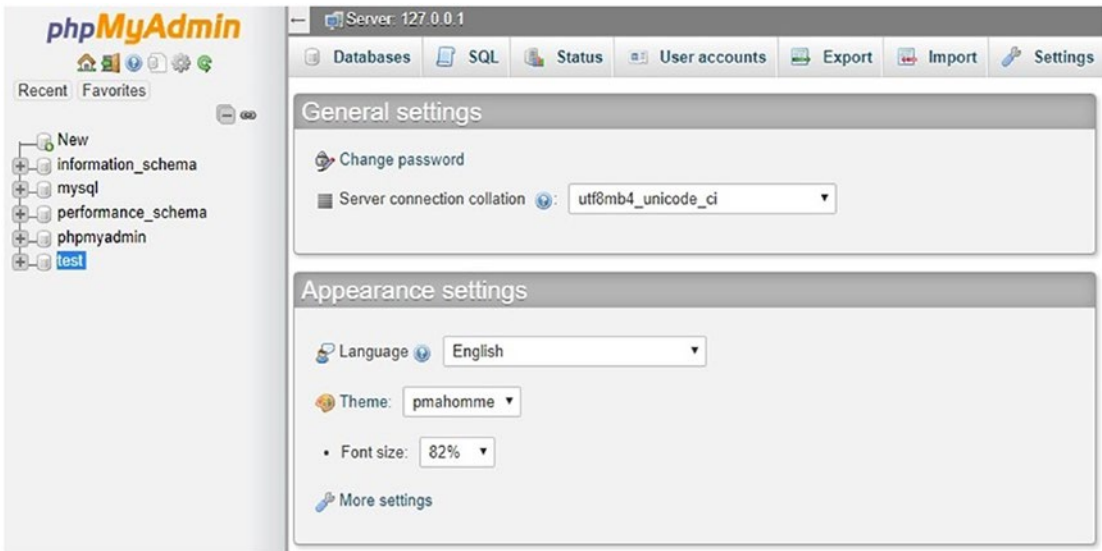 phpMyAdmin
Recent Favorites
New
information_schema
mysql
performance_schema
phpmyadmin
test
Server: 127.0.0.1
Databases SQL Status User accounts Export Import Settings
General settings
Change password
Server connection collation : utf8mb4_unicode_ci
Appearance settings
Language English
Theme: pmahomme
• Font size: 82%
More settings